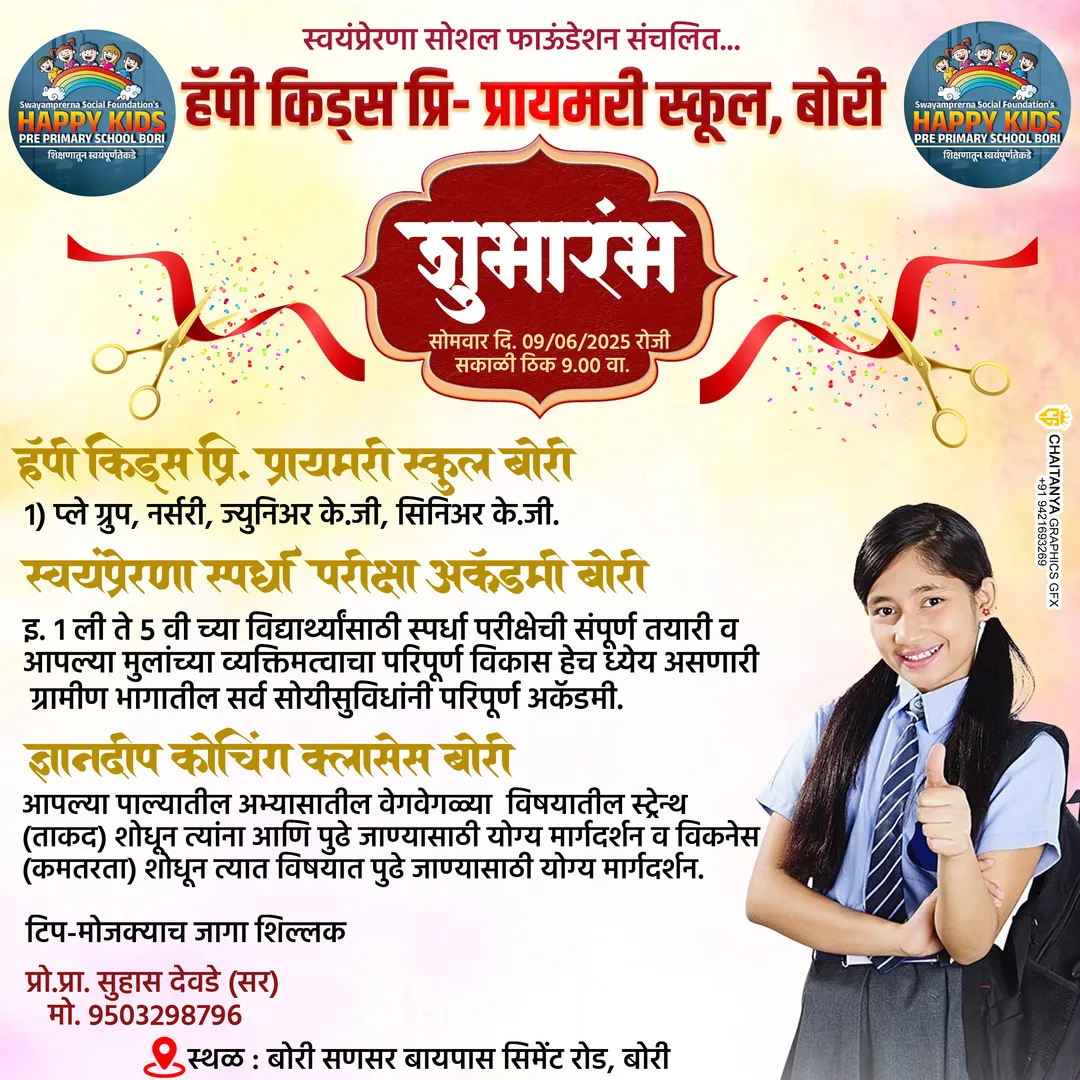 स्वयंप्रेरणा सोशल फाऊंडेशन संचलित...
Swayamprerna Social Foundation's
HAPPY KIDS
PRE PRIMARY SCHOOL BORI
शिक्षणातून स्वयंपूर्णतेकडे
हॅपी किड्स प्रि- प्रायमरी स्कूल, बोरी
Swayamprerna Social Foundation's
HAPPY KIDS
PRE PRIMARY SCHOOL BORI
शिक्षणातून स्वयंपूर्णतेकडे
शुभारंभ
सोमवार दि. 09/06/2025 रोजी
सकाळी ठिक 9.00 वा.
हॅपी किड्स प्रि. प्रायमरी स्कुल बोरी
1) प्ले ग्रुप, नर्सरी, ज्युनिअर के.जी, सिनिअर के.जी.
स्वयंप्रेरणा स्पर्धा परीक्षा अकॅडमी बोरी
इ. 1 ली ते 5 वी च्या विद्यार्थ्यांसाठी स्पर्धा परीक्षेची संपूर्ण तयारी व
आपल्या मुलांच्या व्यक्तिमत्वाचा परिपूर्ण विकास हेच ध्येय असणारी
ग्रामीण भागातील सर्व सोयीसुविधांनी परिपूर्ण अकॅडमी.
ज्ञानदीप कोचिंग क्लासेस बोरी
आपल्या पाल्यातील अभ्यासातील वेगवेगळ्या विषयातील स्ट्रेन्थ
(ताकद) शोधून त्यांना आणि पुढे जाण्यासाठी योग्य मार्गदर्शन व विकनेस
(कमतरता) शोधून त्यात विषयात पुढे जाण्यासाठी योग्य मार्गदर्शन.
टिप-मोजक्याच जागा शिल्लक
प्रो.प्रा. सुहास देवडे (सर)
मो. 9503298796
स्थळ : बोरी सणसर बायपास सिमेंट रोड, बोरी
CHAITANYA GRAPHICS GFX
+91 9421693269